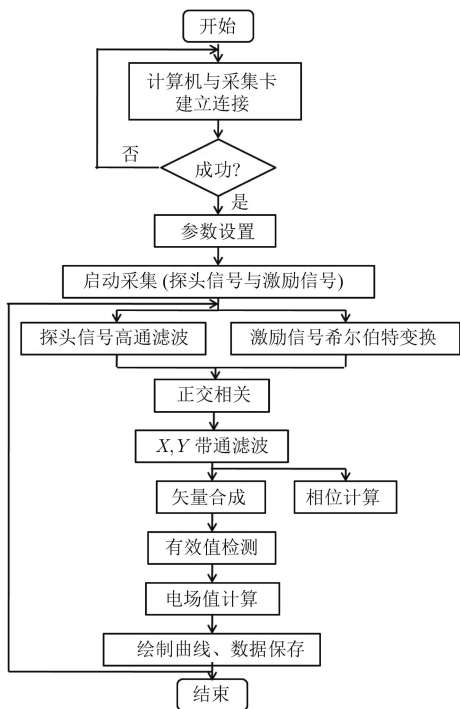 开始
计算机与采集卡
建立连接
否
成功?
是
参数设置
启动采集 (探头信号与激励信号)
探头信号高通滤波
激励信号希尔伯特变换
正交相关
X,Y 带通滤波
矢量合成
相位计算
有效值检测
电场值计算
绘制曲线、数据保存
结束